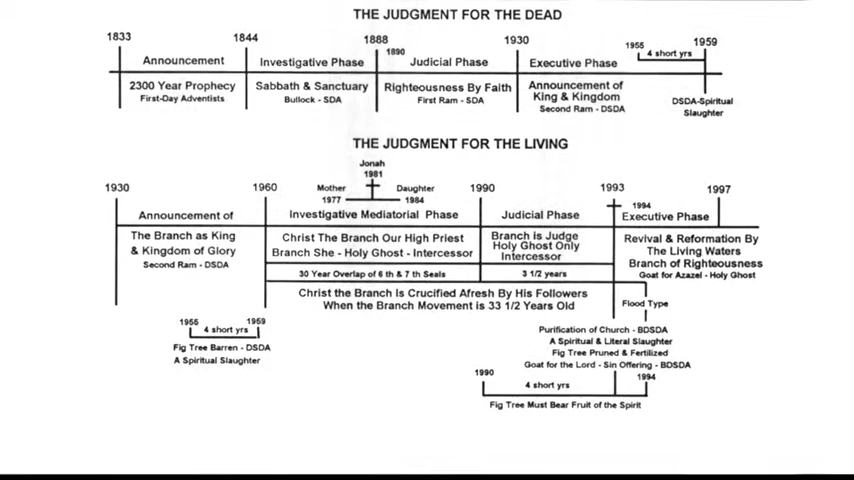 THE JUDGMENT FOR THE DEAD
1833 1844 1888 1930 1955 1959
1890 4 short yrs
Announcement Investigative Phase Judicial Phase Executive Phase
2300 Year Prophecy Sabbath & Sanctuary Righteousness By Faith Announcement of
First-Day Adventists Bullock - SDA First Ram - SDA King & Kingdom
Second Ram - DSDA
DSDA-Spiritual
Slaughter
THE JUDGMENT FOR THE LIVING
Jonah
1981
Mother Daughter
1977 1984
1930 1960 1990 1993 1994 1997
Announcement of Investigative Mediatorial Phase Judicial Phase Executive Phase
The Branch as King
& Kingdom of Glory
Second Ram - DSDA
Christ The Branch Our High Priest
Branch She - Holy Ghost - Intercessor
Branch is Judge
Holy Ghost Only
Intercessor
Revival & Reformation By
The Living Waters
Branch of Righteousness
Goat for Azazel - Holy Ghost
30 Year Overlap of 6 th & 7 th Seals 3 1/2 years
Christ the Branch Is Crucified Afresh By His Followers
When the Branch Movement is 33 1/2 Years Old
Flood Type
1955 1959
4 short yrs
Fig Tree Barren - DSDA
A Spiritual Slaughter
Purification of Church - BDSDA
A Spiritual & Literal Slaughter
Fig Tree Pruned & Fertilized
Goat for the Lord - Sin Offering - BDSDA
1990 1994
4 short yrs
Fig Tree Must Bear Fruit of the Spirit